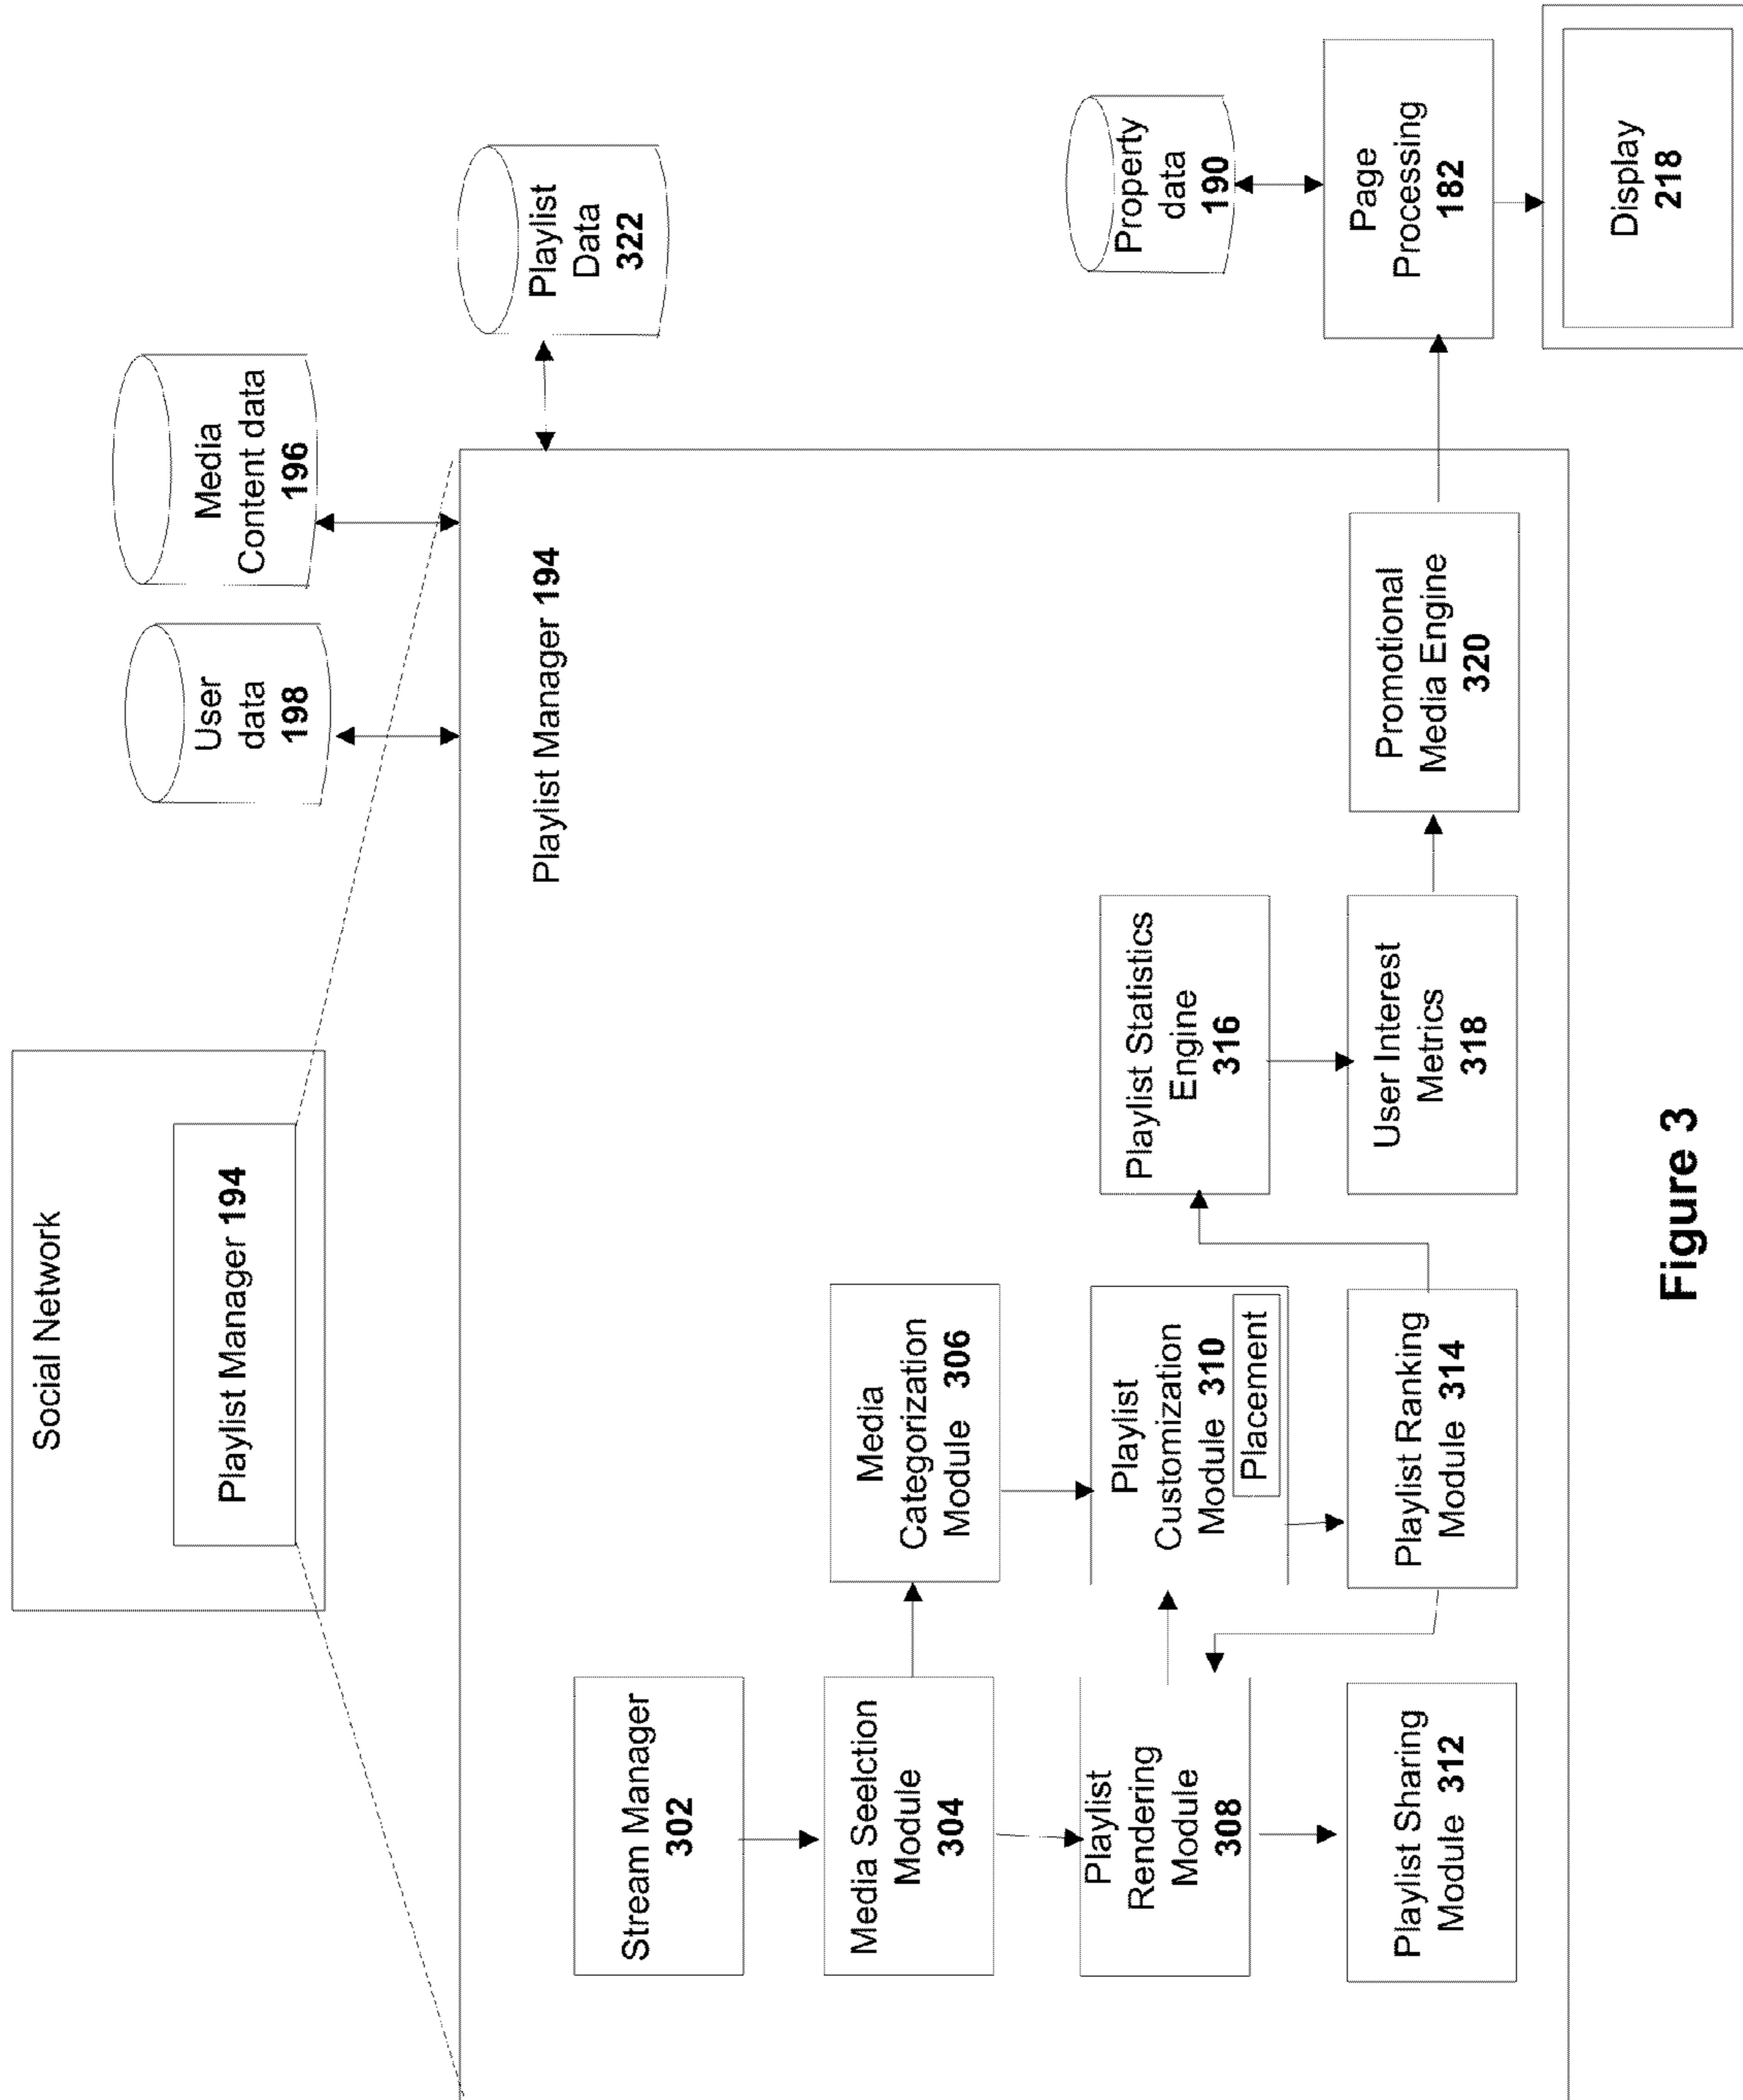 Social Network
Playlist Manager 194
User
data
198
Media
Content data
196
Playlist
Data
322
Playlist Manager 194
Stream Manager
302
Media Seelction
Module
304
Media
Categorization
Module 306
Playlist
Rendering
Module
308
Playlist
Customization
Module 310
Placement
Playlist Statistics
Engine
316
Property
data
190
Playlist Sharing
Module 312
Playlist Ranking
Module 314
User Interest
Metrics
318
Promotional
Media Engine
320
Page
Processing
182
Display
218
Figure 3